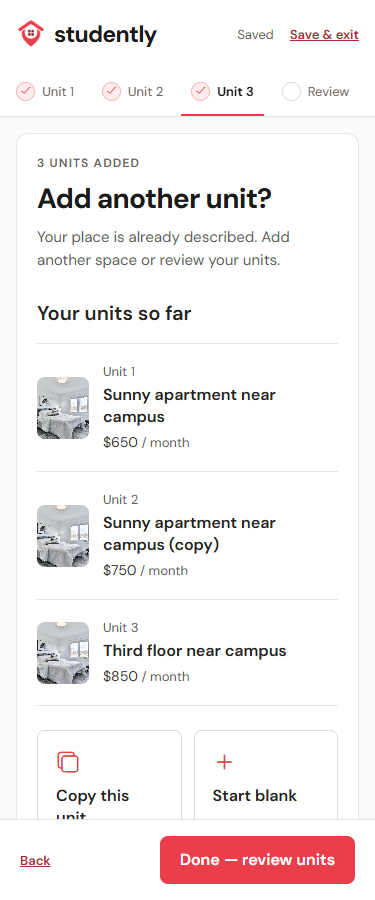 studently
Saved
Save & exit
Unit 1
Unit 2
Unit 3
Review
3 UNITS ADDED
Add another unit?
Your place is already described. Add
another space or review your units.
Your units so far
Unit 1
Sunny apartment near
campus
$650 / month
Unit 2
Sunny apartment near
campus (copy)
$750 / month
Unit 3
Third floor near campus
$850 / month
Copy this
unit
Start blank
Back
Done — review units